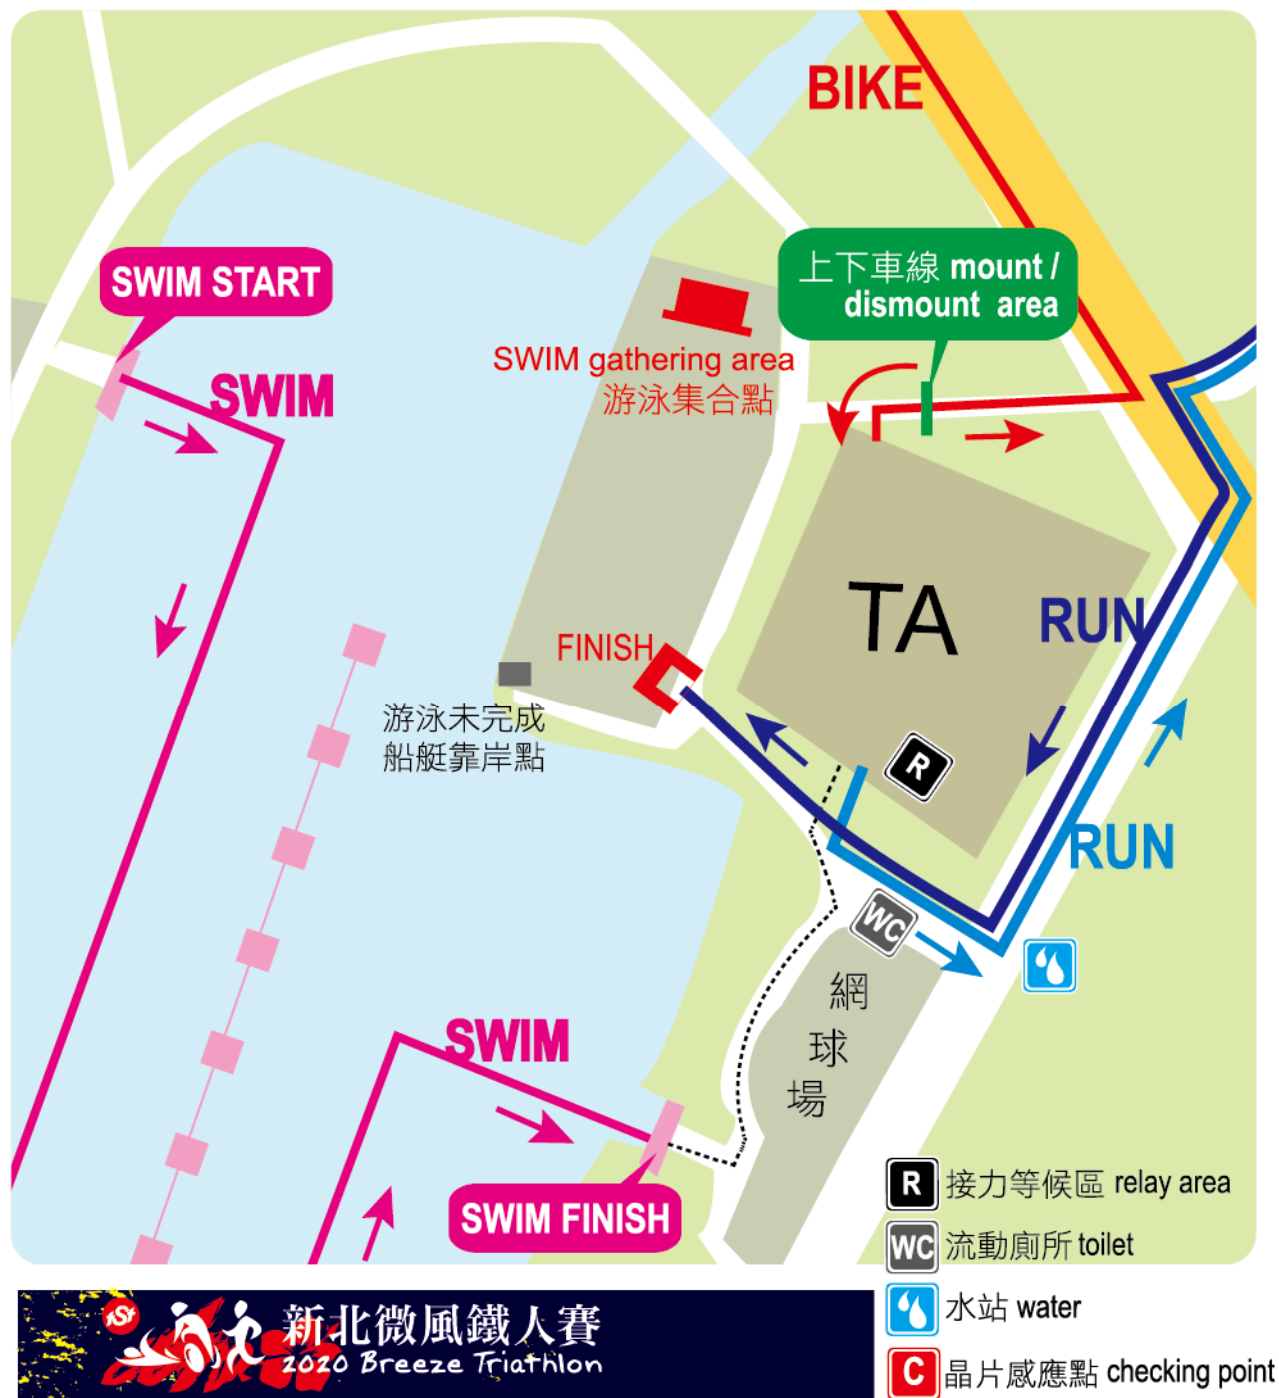 BIKE
上下車線 mount /
dismount area
SWIM START
SWIM
SWIM gathering area
游泳集合點
TA
RUN
FINISH
游泳未完成
船艇靠岸點
R
RUN
WC
網
球
場
SWIM
SWIM FINISH
R 接力等候區 relay area
WC 流動廁所 toilet
水站 water
C 晶片感應點 checking point
1St
新北微風鐵人賽
2020 Breeze Triathlon